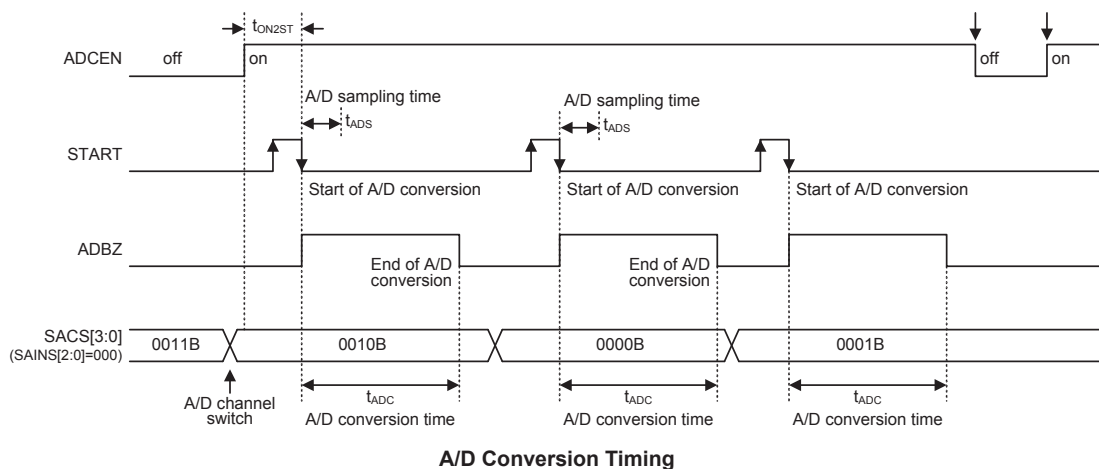 tON2ST
ADCEN
off
on
off
on
A/D sampling time
tADS
A/D sampling time
tADS
START
Start of A/D conversion
Start of A/D conversion
Start of A/D conversion
ADBZ
End of A/D
conversion
End of A/D
conversion
SACS[3:0]
(SAINS[2:0]=000)
0011B
0010B
0000B
0001B
A/D channel
switch
tADC
A/D conversion time
tADC
A/D conversion time
tADC
A/D conversion time
A/D Conversion Timing